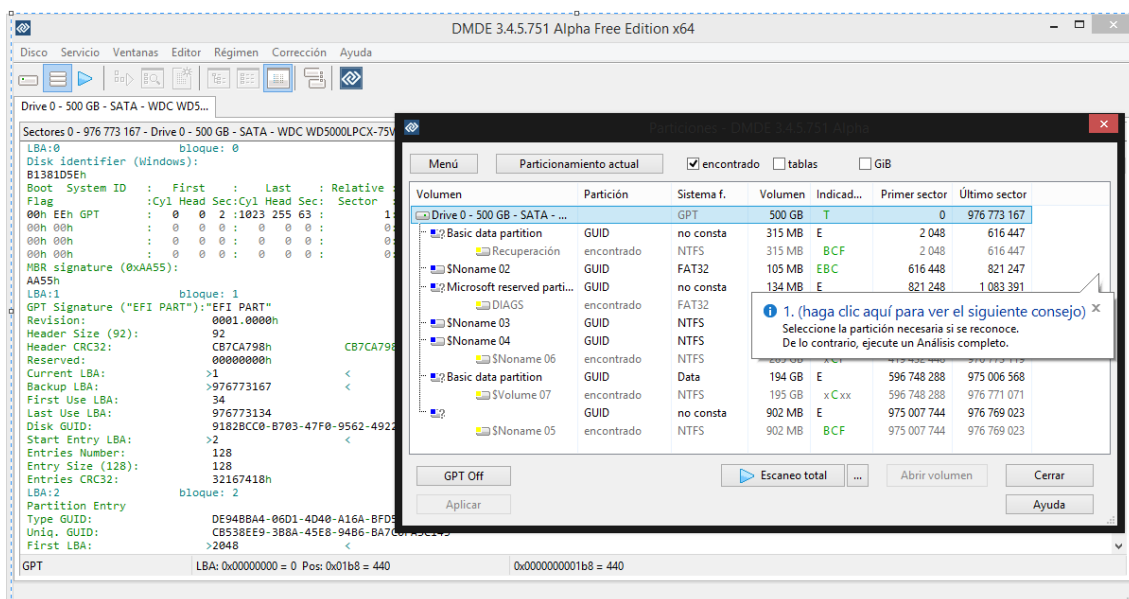 DMDE 3.4.5.751 Alpha Free Edition x64
Disco Servicio Ventanas Editor Régimen Corrección Ayuda
Drive 0 - 500 GB - SATA - WDC WD5...
Sectores 0 - 976 773 167 - Drive 0 - 500 GB - SATA - WDC WD5000LPCX-75V
LBA:0 bloque: 0
Disk identifier (Windows):
B1381D5Eh
Boot System ID : First : Last : Relative
Flag :Cyl Head Sec:Cyl Head Sec: Sector :
00h EEh GPT : 0 0 2 :1023 255 63 : 1:
00h 00h : 0 0 0 : 0 0 0 : 0:
00h 00h : 0 0 0 : 0 0 0 : 0:
00h 00h : 0 0 0 : 0 0 0 : 0:
MBR signature (0xAA55):
AA55h
LBA:1 bloque: 1
GPT Signature ("EFI PART"):"EFI PART"
Revision: 0001.0000h
Header Size (92): 92
Header CRC32: CB7CA798h CB7CA798
Reserved: 00000000h
Current LBA: >1 <
Backup LBA: >976773167 <
First Use LBA: 34
Last Use LBA: 976773134
Disk GUID: 9182BCC0-B703-47F0-9562-4922
Start Entry LBA: >2 <
Entries Number: 128
Entry Size (128): 128
Entries CRC32: 32167418h
LBA:2 bloque: 2
Partition Entry
Type GUID: DE94BBA4-06D1-4D40-A16A-BFD5
Uniq. GUID: CB538EE9-3B8A-45E8-94B6-BA7C
First LBA: >2048 <
GPT LBA: 0x00000000 = 0 Pos: 0x01b8 = 440 0x0000000001b8 = 440
Particiones - DMDE 3.4.5.751 Alpha
Menú Particionamiento actual encontrado tablas GiB
Volumen Partición Sistema f. Volumen Indicad... Primer sector Último sector
Drive 0 - 500 GB - SATA - ... GPT 500 GB T 0 976 773 167
Basic data partition GUID no consta 315 MB E 2 048 616 447
Recuperación encontrado NTFS 315 MB BCF 2 048 616 447
$Noname 02 GUID FAT32 105 MB EBC 616 448 821 247
Microsoft reserved parti... GUID no consta 134 MB E 821 248 1 083 391
DIAGS encontrado FAT32
$Noname 03 GUID NTFS
$Noname 04 GUID NTFS
$Noname 06 encontrado NTFS
Basic data partition GUID Data 194 GB E 596 748 288 975 006 568
$Volume 07 encontrado NTFS 195 GB xCxx 596 748 288 976 771 071
? GUID no consta 902 MB E 975 007 744 976 769 023
$Noname 05 encontrado NTFS 902 MB BCF 975 007 744 976 769 023
1. (haga clic aquí para ver el siguiente consejo) x
Seleccione la partición necesaria si se reconoce.
De lo contrario, ejecute un Análisis completo.
GPT Off Escaneo total ... Abrir volumen Cerrar
Aplicar Ayuda